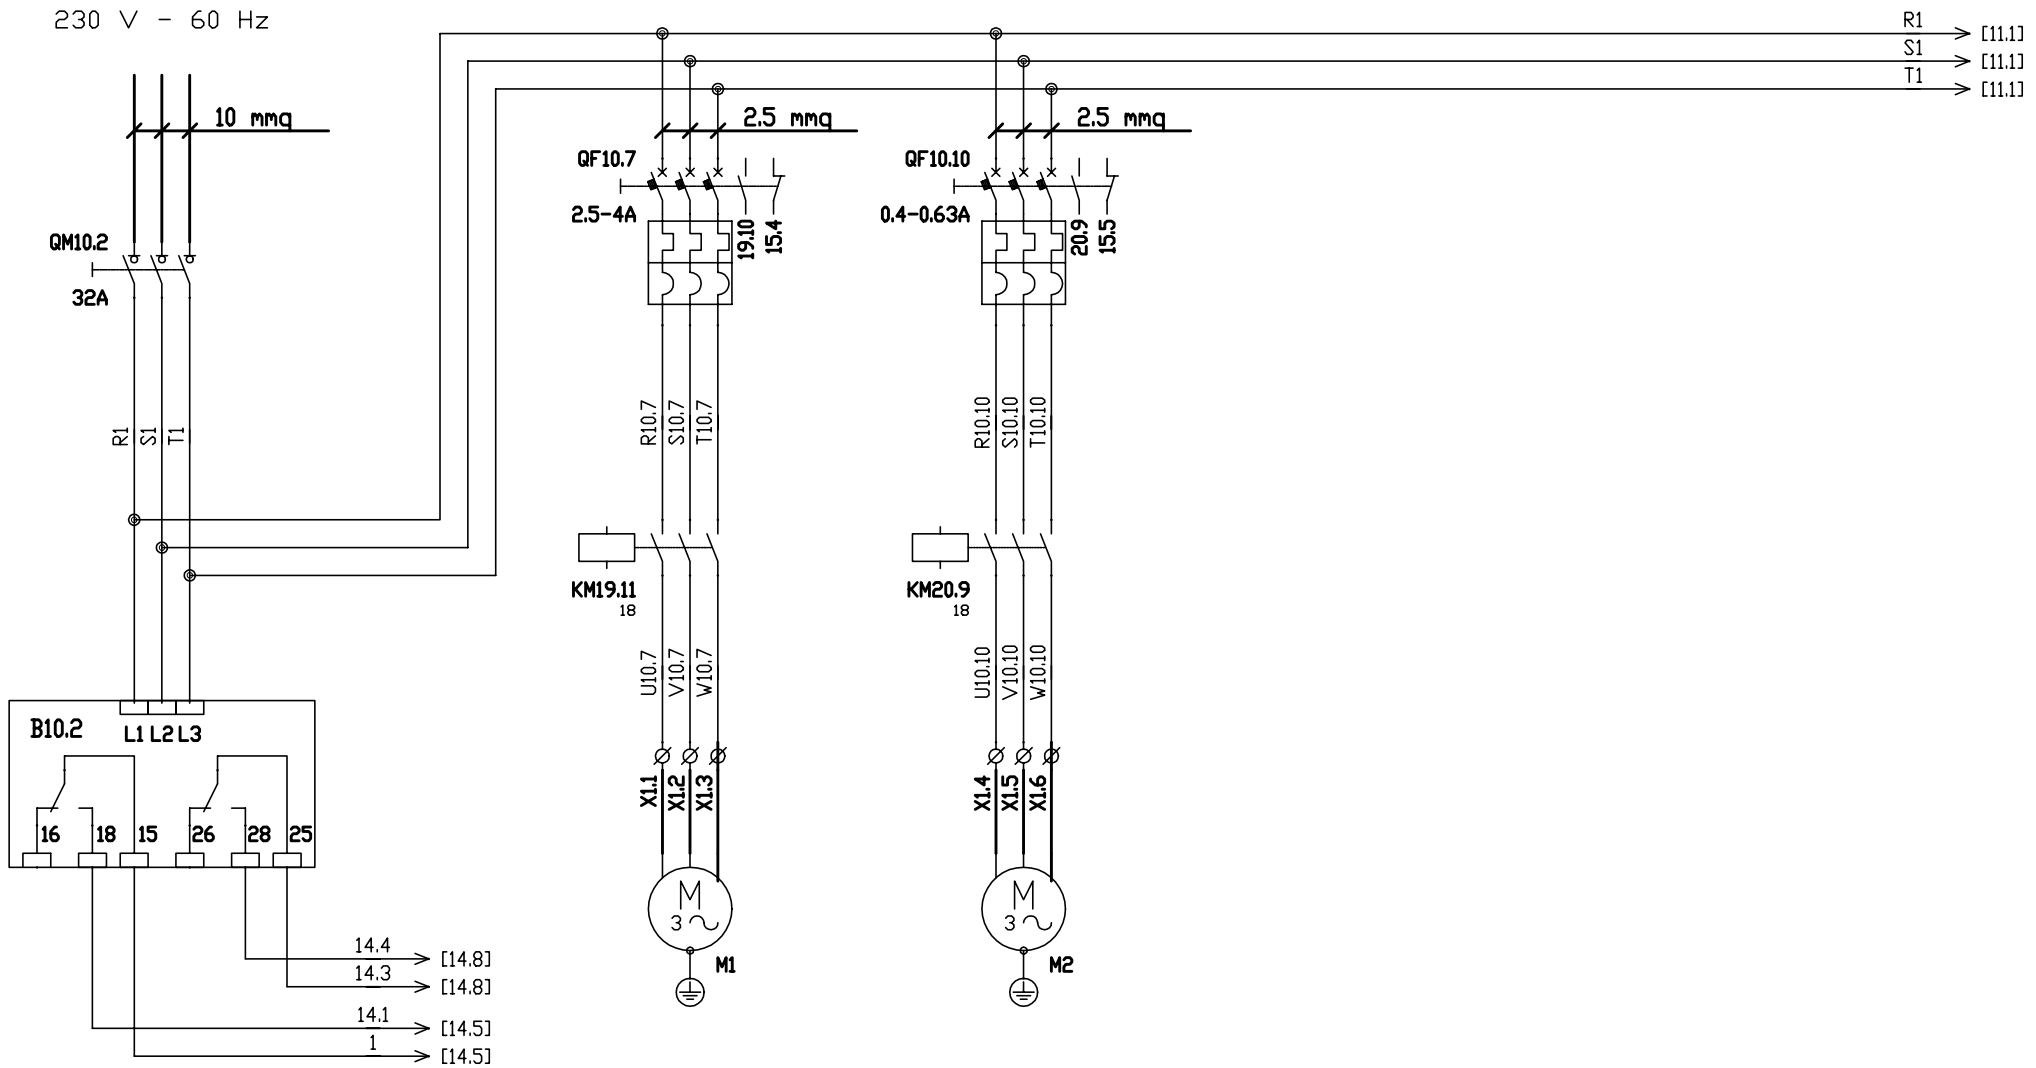 230 V - 60 Hz
R1
[11.1]
S1
[11.1]
T1
[11.1]
10 mmq
2.5 mmq
2.5 mmq
QF10.7
QF10.10
2.5-4A
19.10
15.4
0.4-0.63A
20.9
15.5
QM10.2
32A
R1
S1
T1
R10.7
S10.7
T10.7
R10.10
S10.10
T10.10
KM19.11
18
KM20.9
18
U10.7
V10.7
W10.7
U10.10
V10.10
W10.10
B10.2
L1 L2 L3
X1.1
X1.2
X1.3
X1.4
X1.5
X1.6
16
18
15
26
28
25
M
3
M1
M
3
M2
14.4
[14.8]
14.3
[14.8]
14.1
[14.5]
1
[14.5]